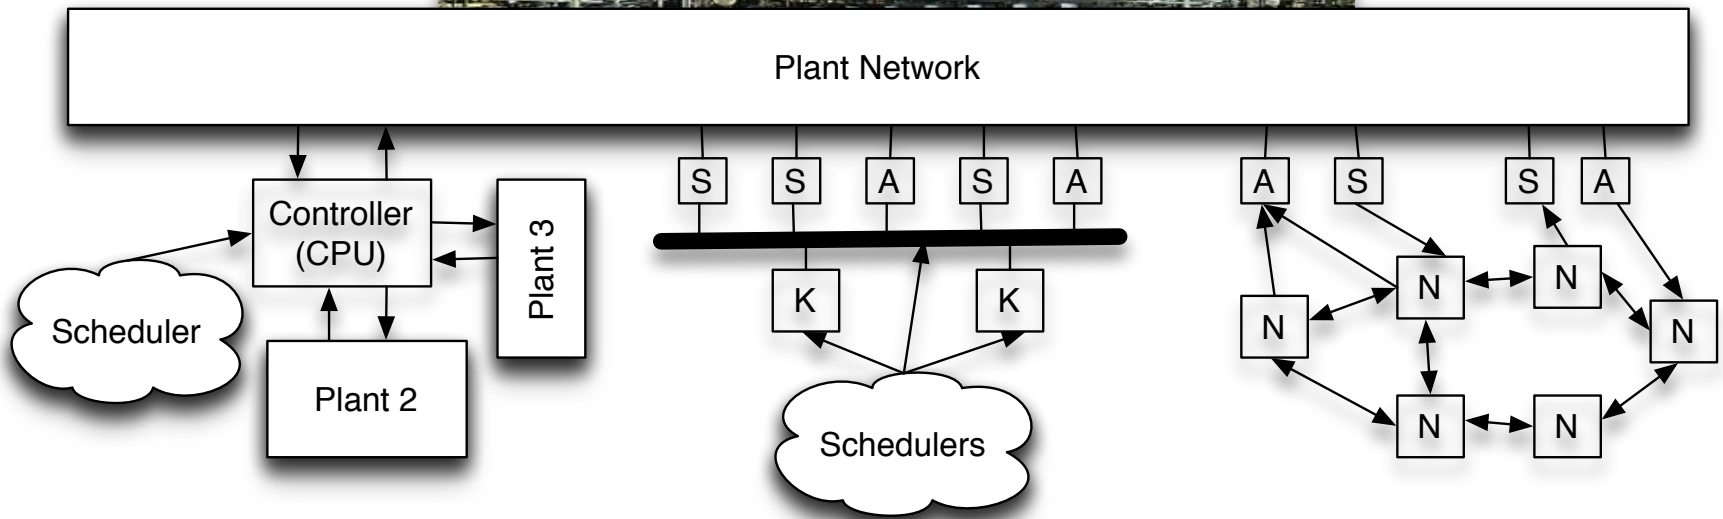 Plant Network
S S A S A A S S A
Controller
(CPU)
Plant 3
Scheduler
K K
N N N N
Plant 2
Schedulers
N N